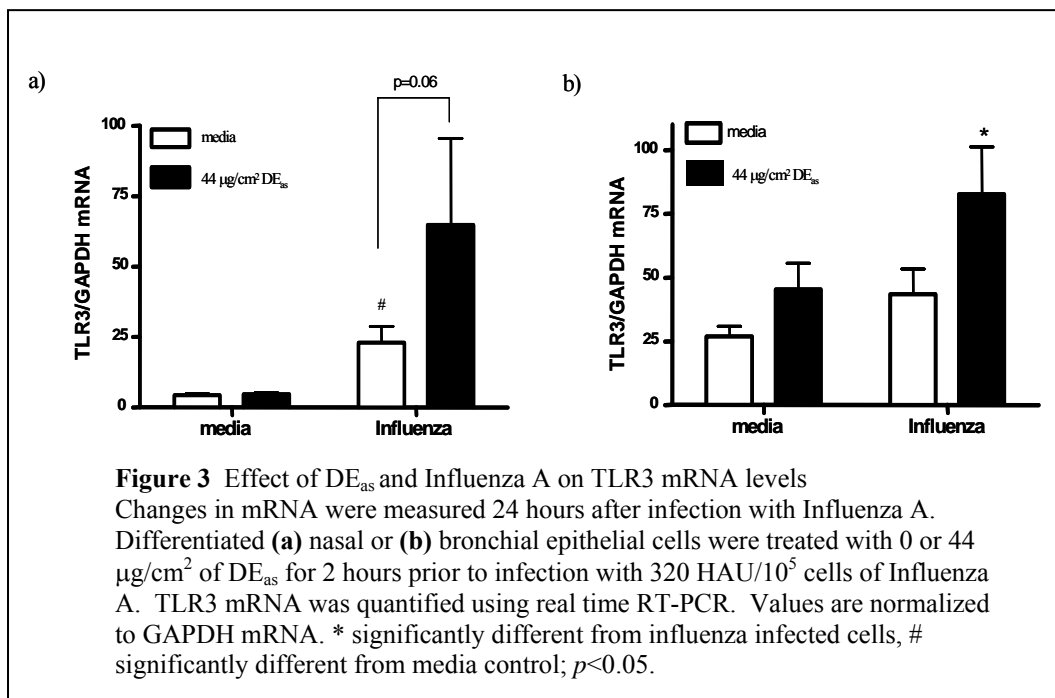 a)
p=0.06
100
75
50
25
0
TLR3/GAPDH mRNA
media
44 µg/cm² DEas
#
media
Influenza
b)
100
75
50
25
0
TLR3/GAPDH mRNA
media
44 µg/cm² DEas
*
media
Influenza
Figure 3 Effect of DEas and Influenza A on TLR3 mRNA levels
Changes in mRNA were measured 24 hours after infection with Influenza A.
Differentiated (a) nasal or (b) bronchial epithelial cells were treated with 0 or 44
µg/cm² of DEas for 2 hours prior to infection with 320 HAU/10⁵ cells of Influenza
A. TLR3 mRNA was quantified using real time RT-PCR. Values are normalized
to GAPDH mRNA. * significantly different from influenza infected cells, #
significantly different from media control; p<0.05.